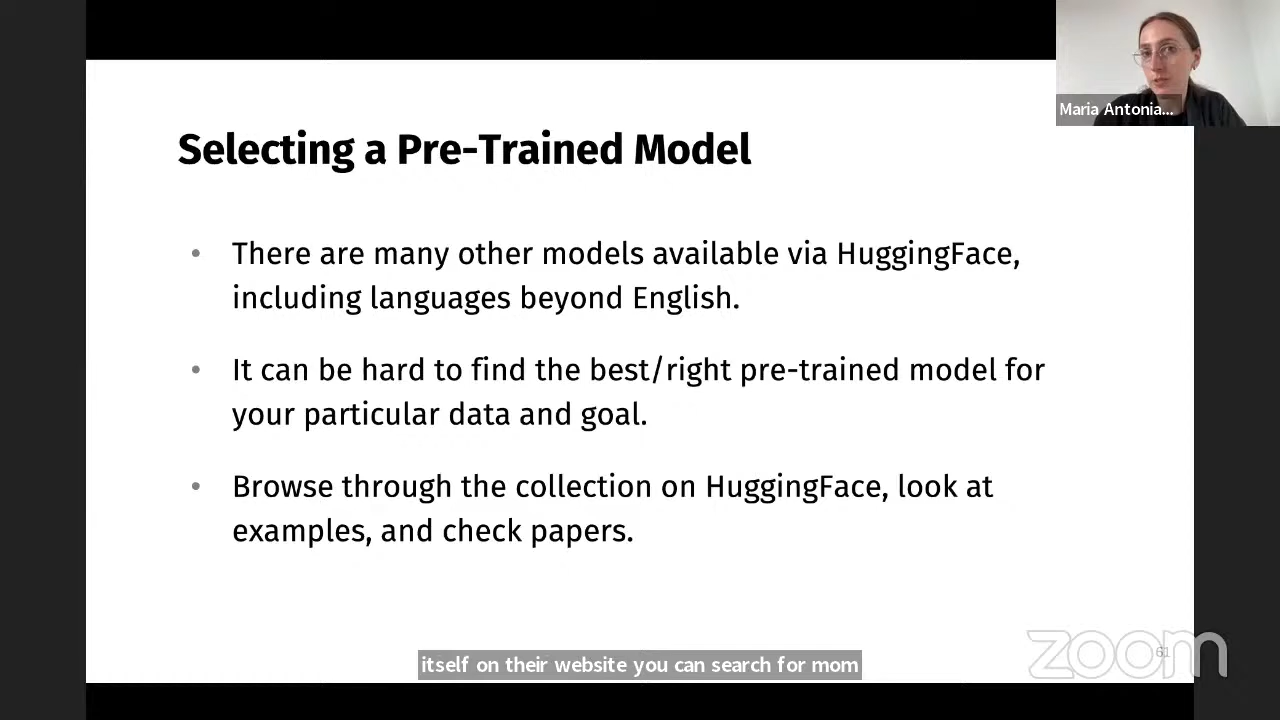 Maria Antonia...
Selecting a Pre-Trained Model
• There are many other models available via HuggingFace,
including languages beyond English.
• It can be hard to find the best/right pre-trained model for
your particular data and goal.
• Browse through the collection on HuggingFace, look at
examples, and check papers.
itself on their website you can search for mom
zoom
61